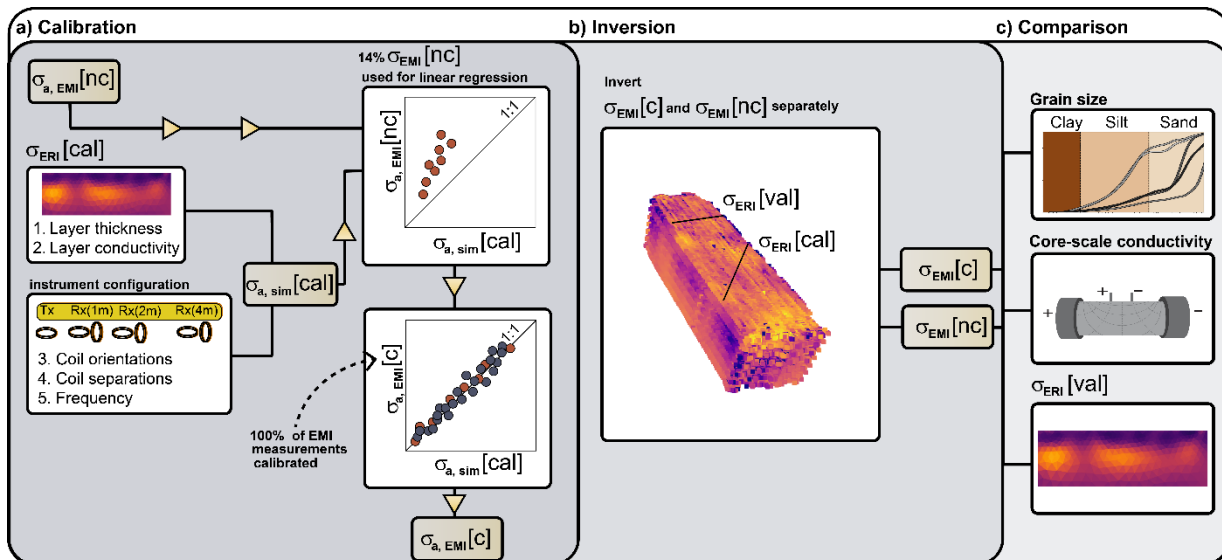 a) Calibration
σa, EMI[nc]
σERI[cal]
1. Layer thickness
2. Layer conductivity
instrument configuration
Tx Rx(1m) Rx(2m) Rx(4m)
3. Coil orientations
4. Coil separations
5. Frequency
σa, sim[cal]
14% σEMI[nc]
used for linear regression
1:1
σa, EMI[nc]
σa, sim[cal]
1:1
σa, EMI[c]
σa, sim[cal]
100% of EMI
measurements
calibrated
σa, EMI[c]
b) Inversion
Invert
σEMI[c] and σEMI[nc] separately
σERI[val]
σERI[cal]
σEMI[c]
σEMI[nc]
c) Comparison
Grain size
Clay Silt Sand
Core-scale conductivity
+ −
+ −
σERI[val]